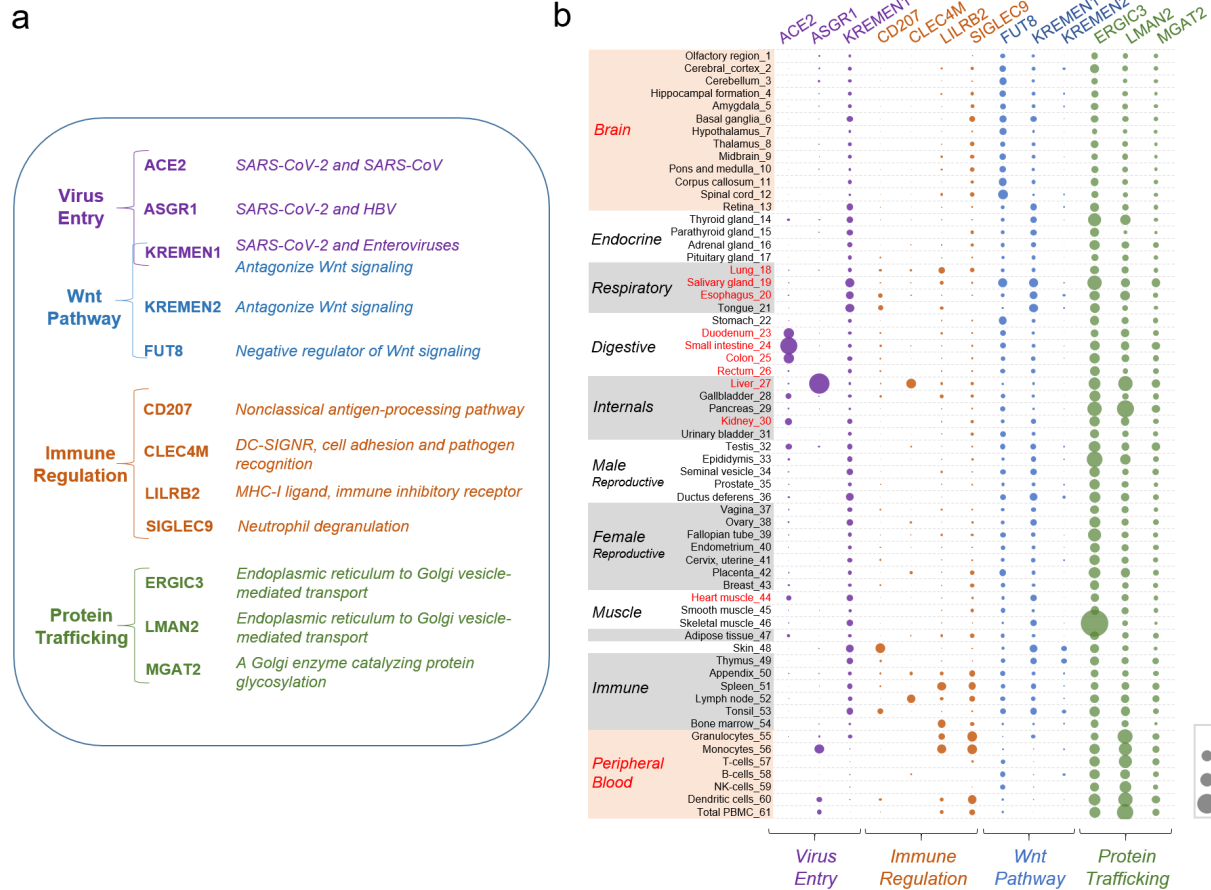 a
Virus
Entry
ACE2 SARS-CoV-2 and SARS-CoV
ASGR1 SARS-CoV-2 and HBV
KREMEN1 SARS-CoV-2 and Enteroviruses
Antagonize Wnt signaling
Wnt
Pathway
KREMEN2 Antagonize Wnt signaling
FUT8 Negative regulator of Wnt signaling
Immune
Regulation
CD207 Nonclassical antigen-processing pathway
CLEC4M DC-SIGNR, cell adhesion and pathogen
recognition
LILRB2 MHC-I ligand, immune inhibitory receptor
SIGLEC9 Neutrophil degranulation
Protein
Trafficking
ERGIC3 Endoplasmic reticulum to Golgi vesicle-
mediated transport
LMAN2 Endoplasmic reticulum to Golgi vesicle-
mediated transport
MGAT2 A Golgi enzyme catalyzing protein
glycosylation
b
ACE2 ASGR1 KREMEN1 CD207 CLEC4M LILRB2 SIGLEC9 FUT8 KREMEN1 KREMEN2 ERGIC3 LMAN2 MGAT2
Brain
Olfactory region_1
Cerebral_cortex_2
Cerebellum_3
Hippocampal formation_4
Amygdala_5
Basal ganglia_6
Hypothalamus_7
Thalamus_8
Midbrain_9
Pons and medulla_10
Corpus callosum_11
Spinal cord_12
Retina_13
Endocrine
Thyroid gland_14
Parathyroid gland_15
Adrenal gland_16
Pituitary gland_17
Respiratory
Lung_18
Salivary gland_19
Esophagus_20
Tongue_21
Digestive
Stomach_22
Duodenum_23
Small intestine_24
Colon_25
Rectum_26
Internals
Liver_27
Gallbladder_28
Pancreas_29
Kidney_30
Urinary bladder_31
Male
Reproductive
Testis_32
Epididymis_33
Seminal vesicle_34
Prostate_35
Ductus deferens_36
Female
Reproductive
Vagina_37
Ovary_38
Fallopian tube_39
Endometrium_40
Cervix, uterine_41
Placenta_42
Breast_43
Muscle
Heart muscle_44
Smooth muscle_45
Skeletal muscle_46
Adipose tissue_47
Skin_48
Immune
Thymus_49
Appendix_50
Spleen_51
Lymph node_52
Tonsil_53
Bone marrow_54
Peripheral
Blood
Granulocytes_55
Monocytes_56
T-cells_57
B-cells_58
NK-cells_59
Dendritic cells_60
Total PBMC_61
Virus
Entry
Immune
Regulation
Wnt
Pathway
Protein
Trafficking